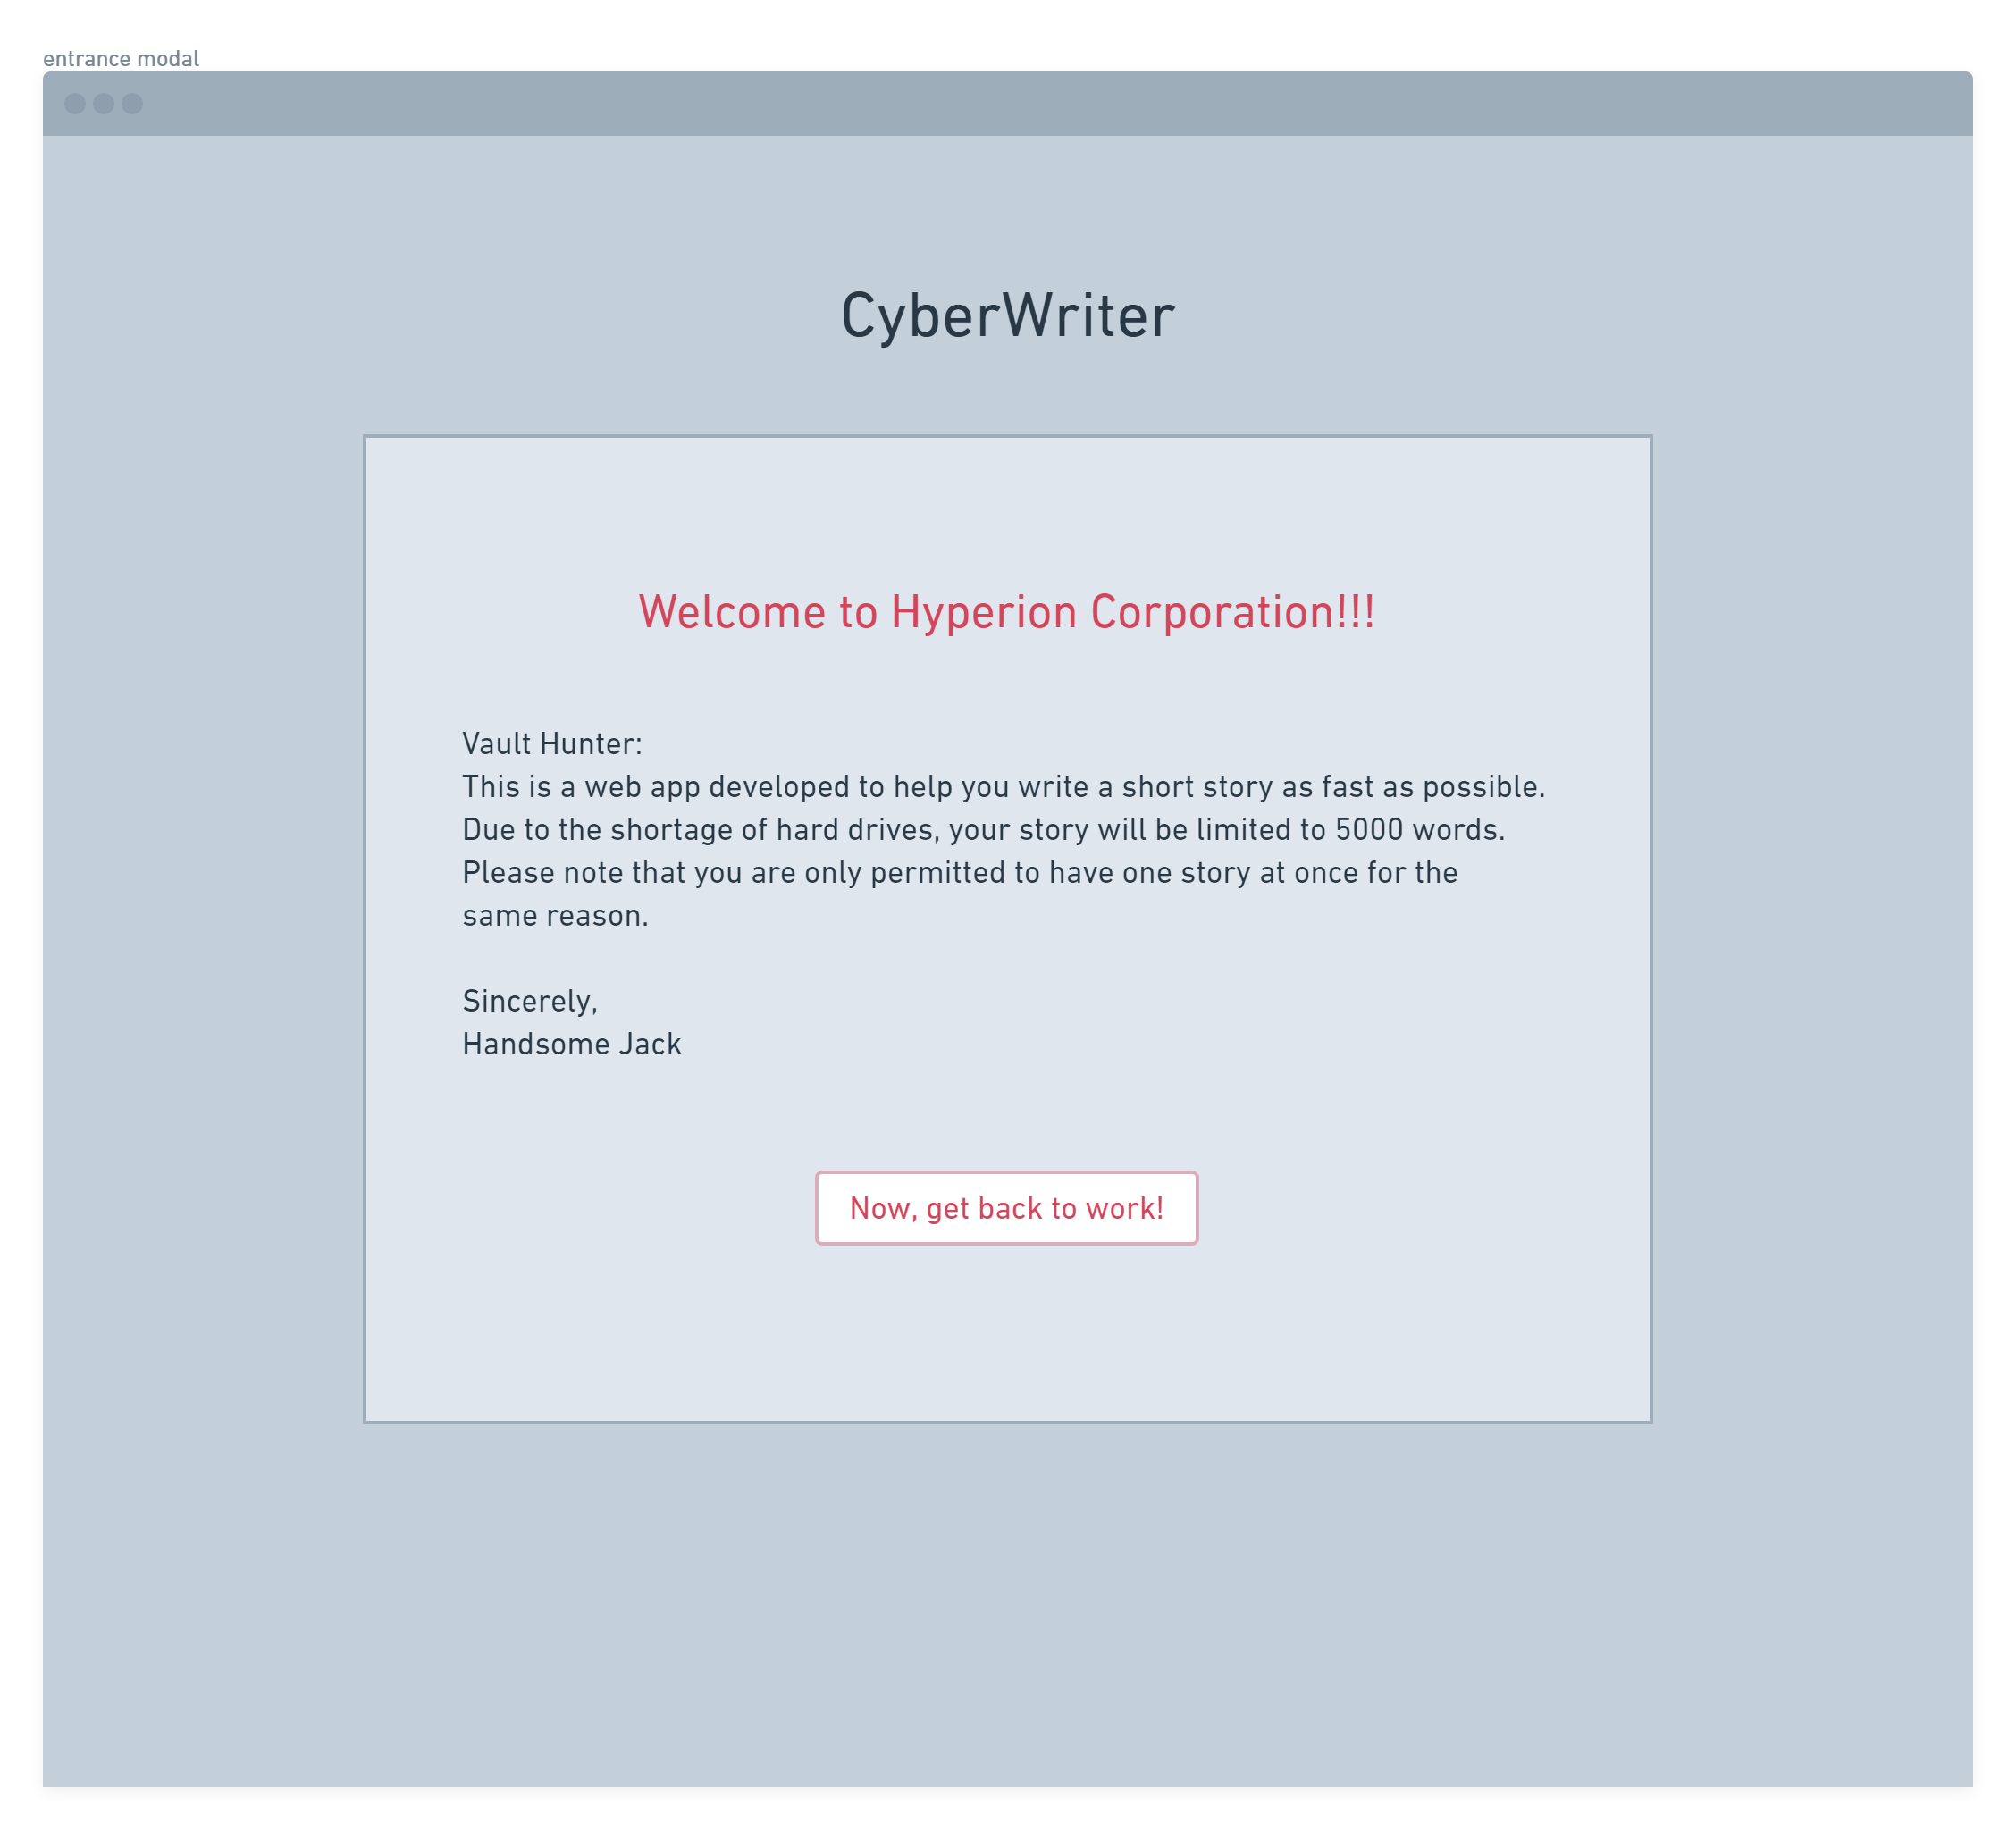 entrance modal
CyberWriter
Welcome to Hyperion Corporation!!!
Vault Hunter:
This is a web app developed to help you write a short story as fast as possible.
Due to the shortage of hard drives, your story will be limited to 5000 words.
Please note that you are only permitted to have one story at once for the
same reason.
Sincerely,
Handsome Jack
Now, get back to work!